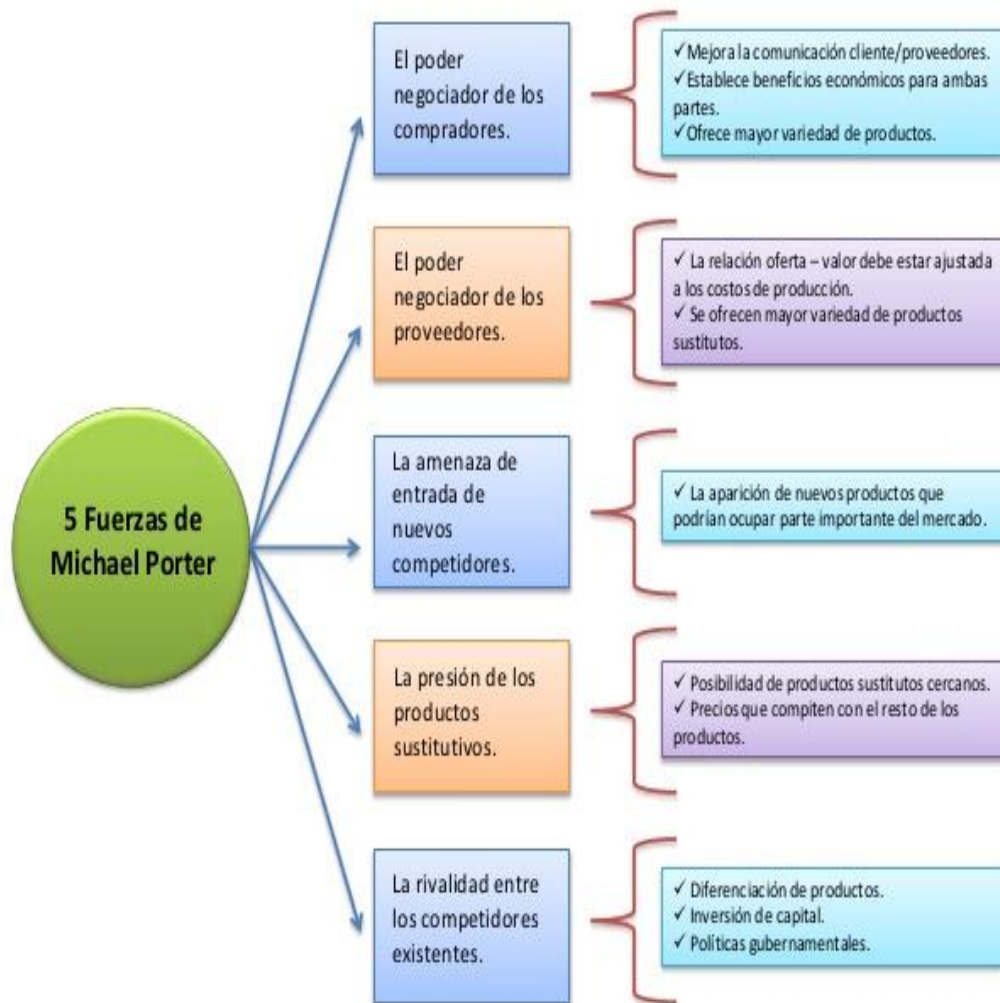 5 Fuerzas de
Michael Porter
El poder
negociador de los
compradores.
✓ Mejora la comunicación cliente/proveedores.
✓ Establece beneficios económicos para ambas
partes.
✓ Ofrece mayor variedad de productos.
El poder
negociador de los
proveedores.
✓ La relación oferta – valor debe estar ajustada
a los costos de producción.
✓ Se ofrecen mayor variedad de productos
sustitutos.
La amenaza de
entrada de
nuevos
competidores.
✓ La aparición de nuevos productos que
podrían ocupar parte importante del mercado.
La presión de los
productos
sustitutivos.
✓ Posibilidad de productos sustitutos cercanos.
✓ Precios que compiten con el resto de los
productos.
La rivalidad entre
los competidores
existentes.
✓ Diferenciación de productos.
✓ Inversión de capital.
✓ Políticas gubernamentales.